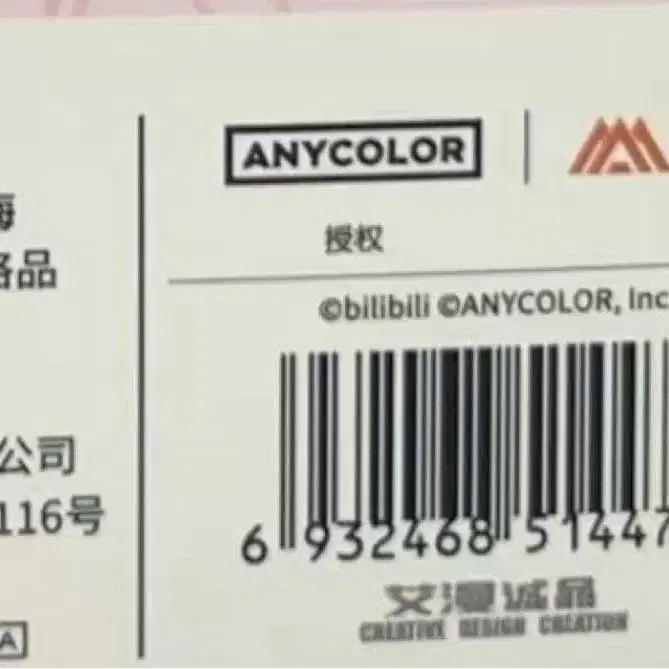 海
络品
公司
116号
A
ANYCOLOR
授权
©bilibili ©ANYCOLOR, Inc
6 932468 51447
艾漫诚品
CREATIVE DESIGN CREATION